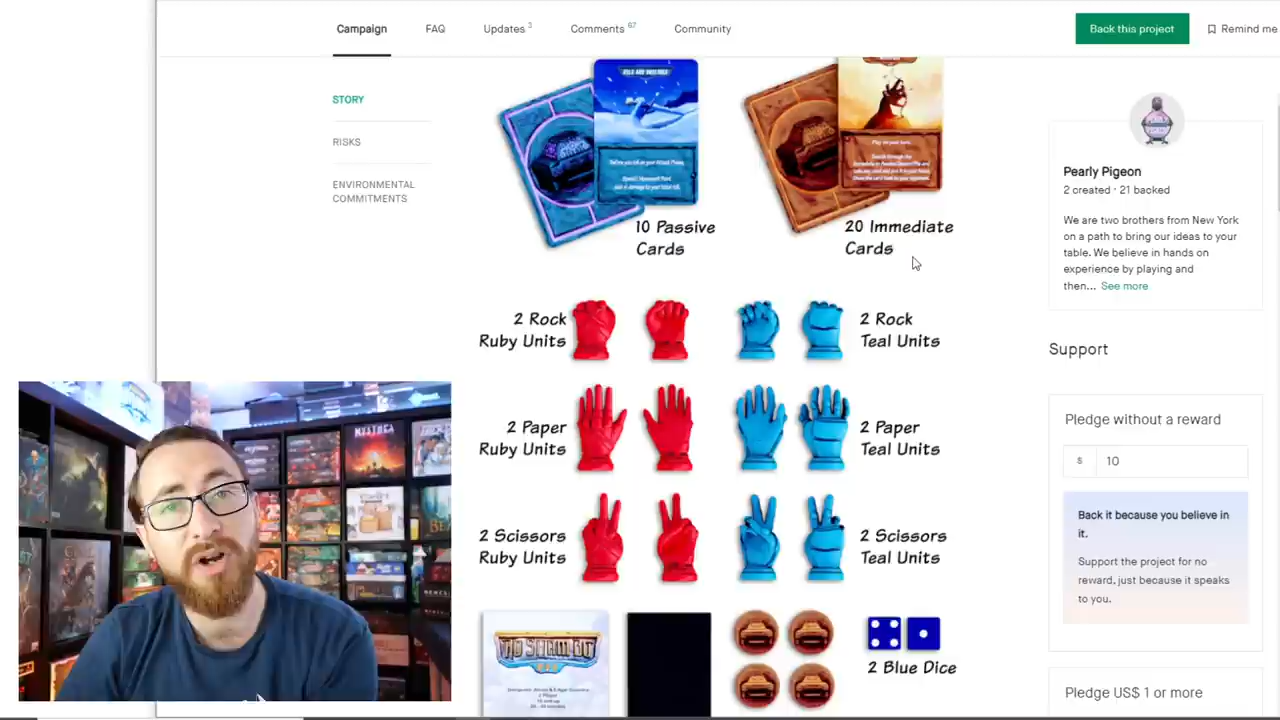 Campaign
FAQ
Updates 3
Comments 67
Community
Back this project
Remind me
STORY
RISKS
ENVIRONMENTAL
COMMITMENTS
10 Passive
Cards
20 Immediate
Cards
Play on your turn.
2 Rock
Ruby Units
2 Rock
Teal Units
2 Paper
Ruby Units
2 Paper
Teal Units
2 Scissors
Ruby Units
2 Scissors
Teal Units
2 Blue Dice
Pearly Pigeon
2 created · 21 backed
We are two brothers from New York
on a path to bring our ideas to your
table. We believe in hands on
experience by playing and
then... See more
Support
Pledge without a reward
$ 10
Back it because you believe in
it.
Support the project for no
reward, just because it speaks
to you.
Pledge US$ 1 or more
MYSTHEA